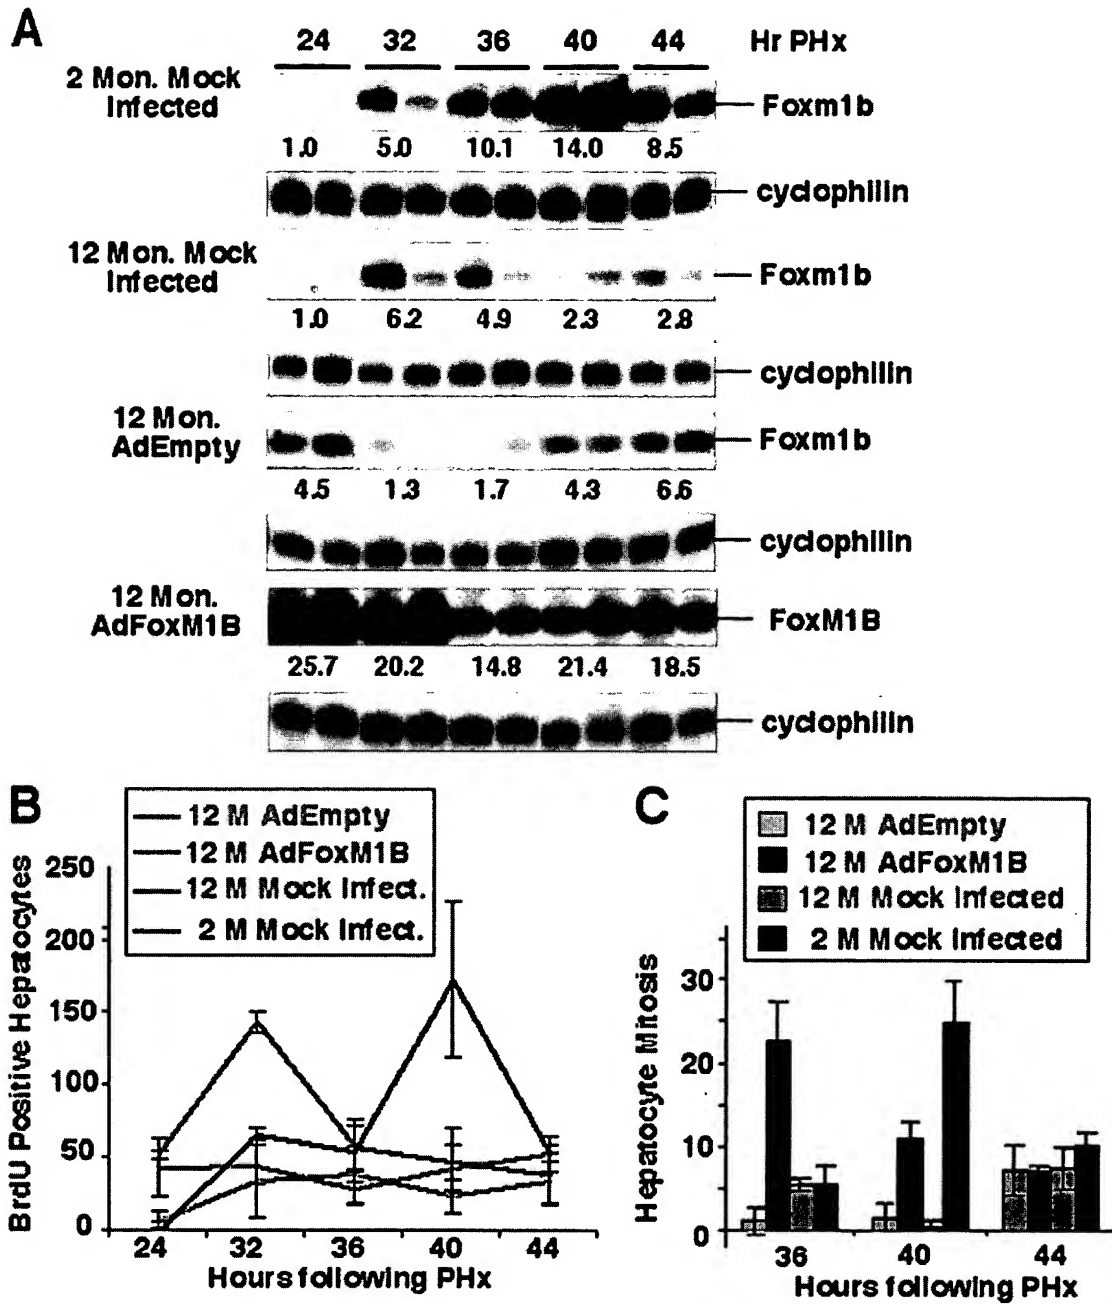 A
24 32 36 40 44 Hr PHx
2 Mon. Mock
Infected
Foxm1b
1.0 5.0 10.1 14.0 8.5
cyclophilin
12 Mon. Mock
Infected
Foxm1b
1.0 6.2 4.9 2.3 2.8
cyclophilin
12 Mon.
AdEmpty
Foxm1b
4.5 1.3 1.7 4.3 6.6
cyclophilin
12 Mon.
AdFoxM1B
FoxM1B
25.7 20.2 14.8 21.4 18.5
cyclophilin
B
12 M AdEmpty
12 M AdFoxM1B
12 M Mock Infect.
2 M Mock Infect.
BrdU Positive Hepatocytes
250
200
150
100
50
0
24 32 36 40 44
Hours following PHx
C
12 M AdEmpty
12 M AdFoxM1B
12 M Mock Infected
2 M Mock Infected
Hepatocyte Mitosis
30
20
10
0
36 40 44
Hours following PHx